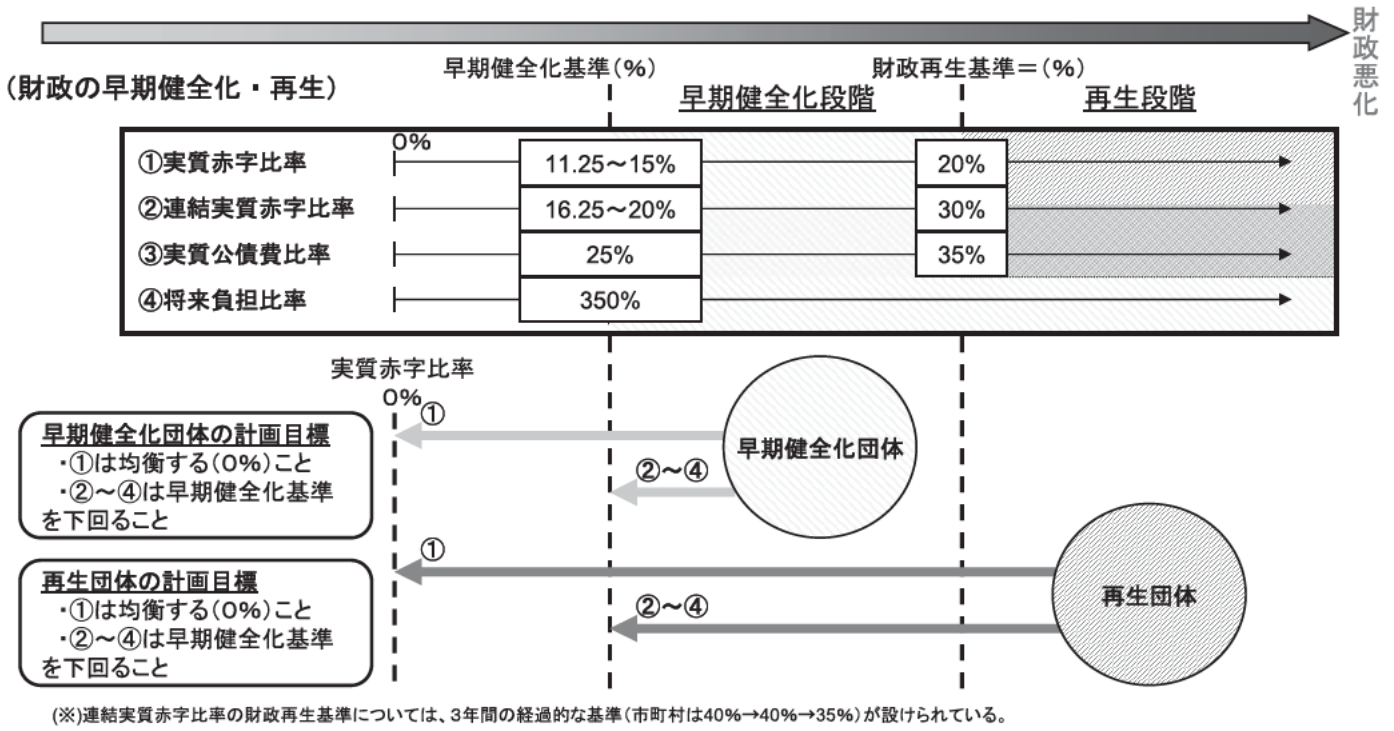 財政悪化
早期健全化基準(%)
財政再生基準=(%)
(財政の早期健全化・再生)
早期健全化段階
再生段階
0%
①実質赤字比率
11.25~15%
20%
②連結実質赤字比率
16.25~20%
30%
③実質公債費比率
25%
35%
④将来負担比率
350%
実質赤字比率
0%
①
早期健全化団体の計画目標
・①は均衡する(0%)こと
・②~④は早期健全化基準
を下回ること
②~④
早期健全化団体
①
再生団体の計画目標
・①は均衡する(0%)こと
・②~④は早期健全化基準
を下回ること
②~④
再生団体
(※)連結実質赤字比率の財政再生基準については、3年間の経過的な基準(市町村は40%→40%→35%)が設けられている。